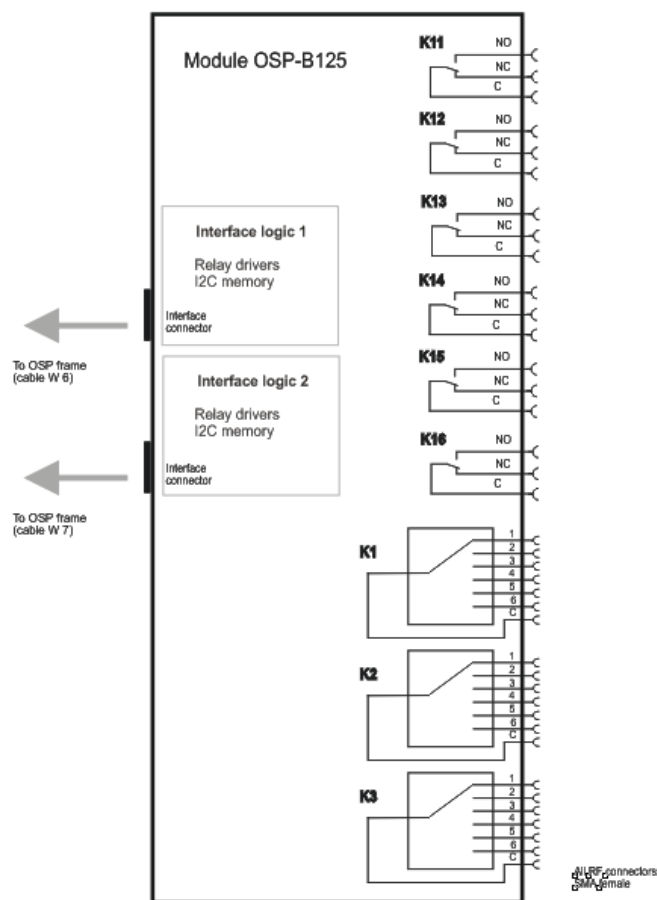 Module OSP-B125
K11
NO
NC
C
K12
NO
NC
C
K13
NO
NC
C
K14
NO
NC
C
K15
NO
NC
C
K16
NO
NC
C
Interface logic 1
Relay drivers
I2C memory
Interface
connector
To OSP frame
(cable W 6)
Interface logic 2
Relay drivers
I2C memory
Interface
connector
To OSP frame
(cable W 7)
K1
1
2
3
4
5
6
C
K2
1
2
3
4
5
6
C
K3
1
2
3
4
5
6
C
All RF connectors
SMA female